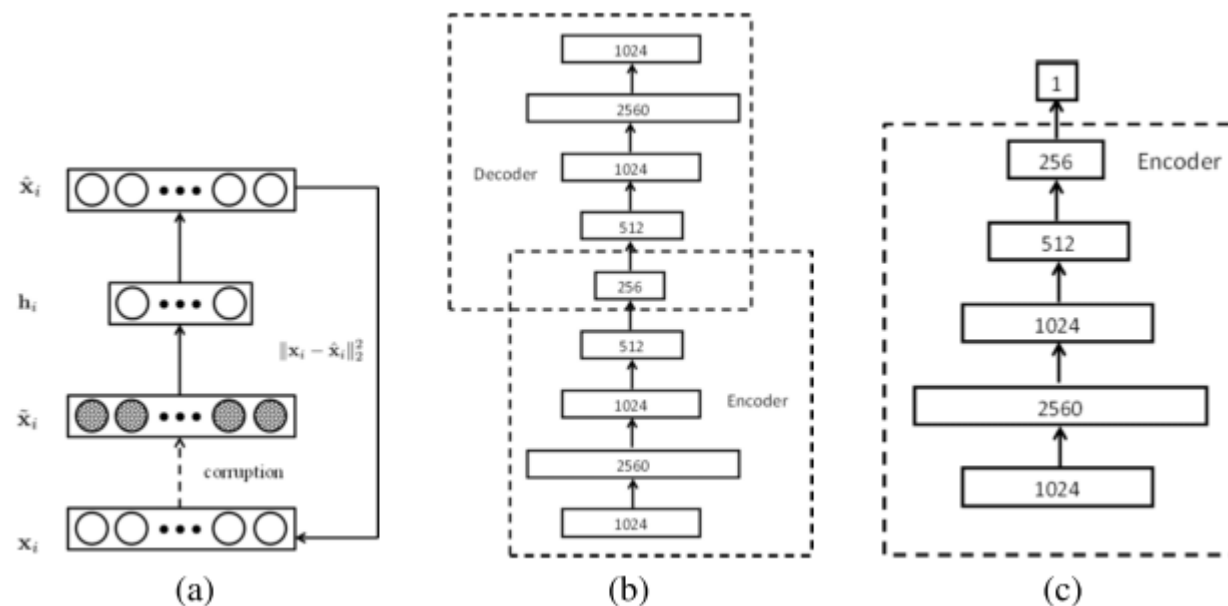 x̂ᵢ
hᵢ
‖xᵢ − x̂ᵢ‖₂²
x̃ᵢ
corruption
xᵢ
(a)
1024
2560
Decoder
1024
512
256
512
1024
Encoder
2560
1024
(b)
1
256
Encoder
512
1024
2560
1024
(c)